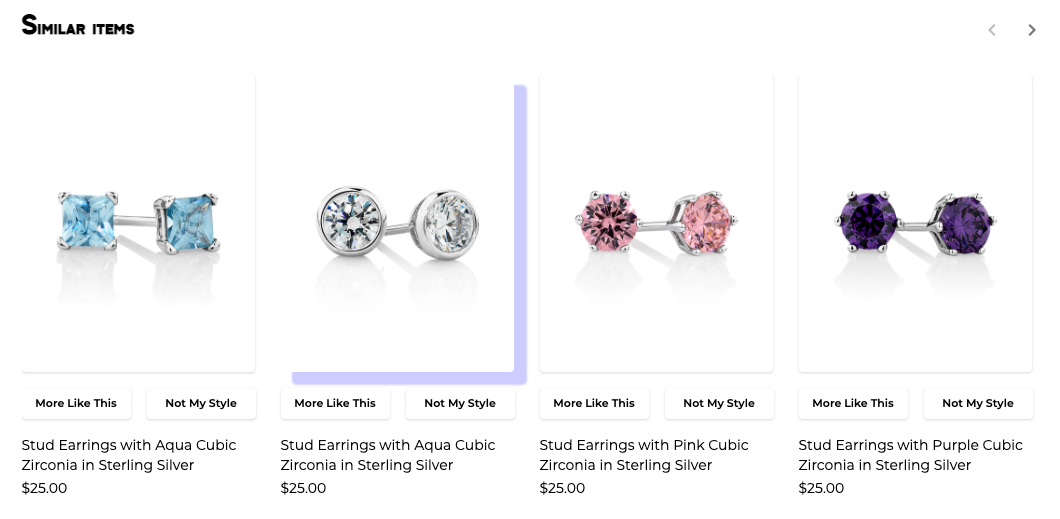 Similar items
More Like This Not My Style More Like This Not My Style More Like This Not My Style More Like This Not My Style
Stud Earrings with Aqua Cubic
Zirconia in Sterling Silver
$25.00
Stud Earrings with Aqua Cubic
Zirconia in Sterling Silver
$25.00
Stud Earrings with Pink Cubic
Zirconia in Sterling Silver
$25.00
Stud Earrings with Purple Cubic
Zirconia in Sterling Silver
$25.00